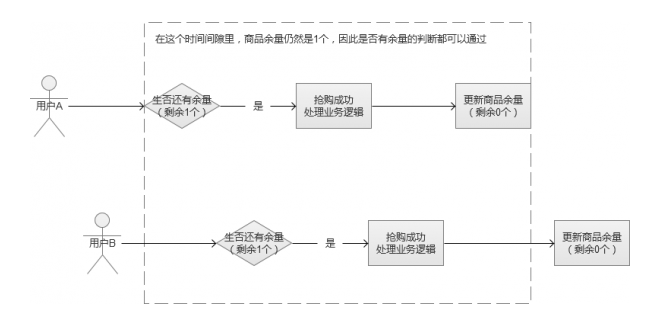 在这个时间间隙里，商品余量仍然是1个，因此是否有余量的判断都可以通过
用户A
生否还有余量
（剩余1个）
是
抢购成功
处理业务逻辑
更新商品余量
（剩余0个）
用户B
生否还有余量
（剩余1个）
是
抢购成功
处理业务逻辑
更新商品余量
（剩余0个）